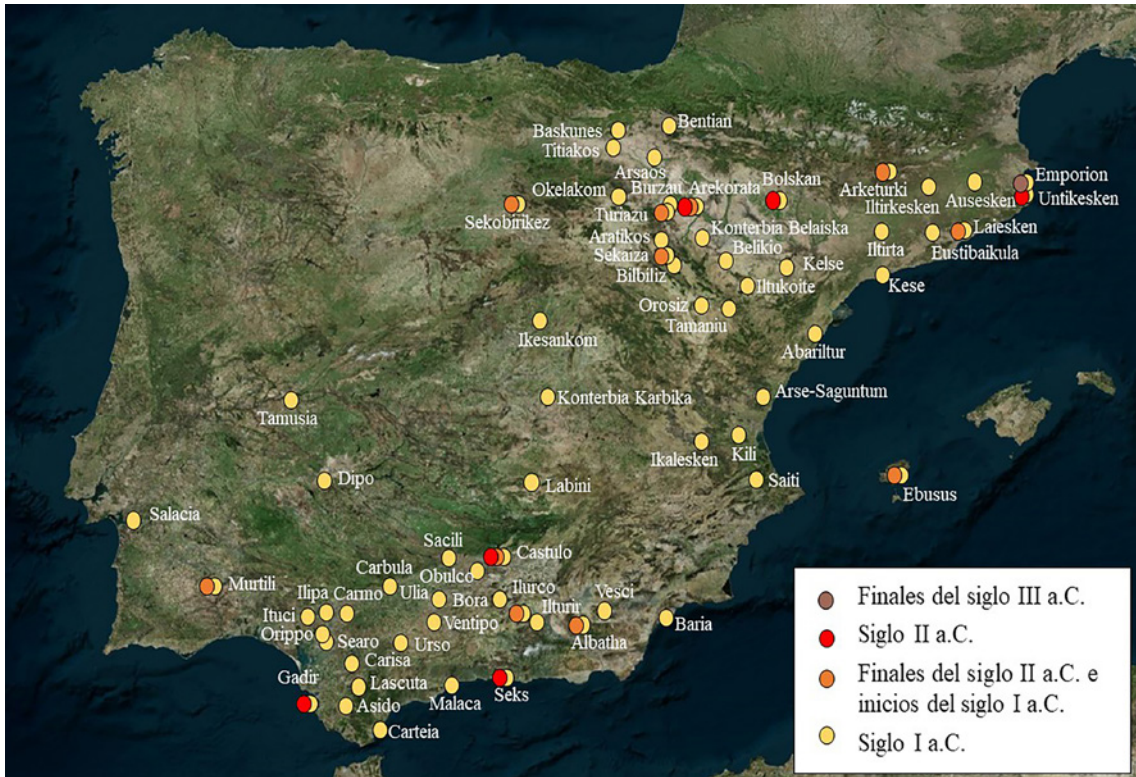 Bentian
Baskunes
Titiakos
Arsaos
Okelakom
Burzau
Arekorata
Bolskan
Arketurki
Emporion
Sekobirikez
Turiazu
Iltirkesken
Ausesken
Untikesken
Aratikos
Konterbia Belaiska
Laiesken
Sekaiza
Belikio
Iltirta
Eustibaikula
Bilbiliz
Kelse
Iltukoite
Kese
Orosiz
Tamaniu
Ikesankom
Abariltur
Tamusia
Konterbia Karbika
Arse-Saguntum
Ikalesken
Kili
Dipo
Labini
Saiti
Ebusus
Salacia
Sacili
Castulo
Carbula
Obulco
Murtili
Ilipa
Carmo
Ulia
Bora
Ilurco
Vesci
Ituci
Ilturir
Orippo
Searo
Urso
Ventipo
Albatha
Baria
Carisa
Gadir
Lascuta
Malaca
Seks
Asido
Carteia
Finales del siglo III a.C.
Siglo II a.C.
Finales del siglo II a.C. e
inicios del siglo I a.C.
Siglo I a.C.